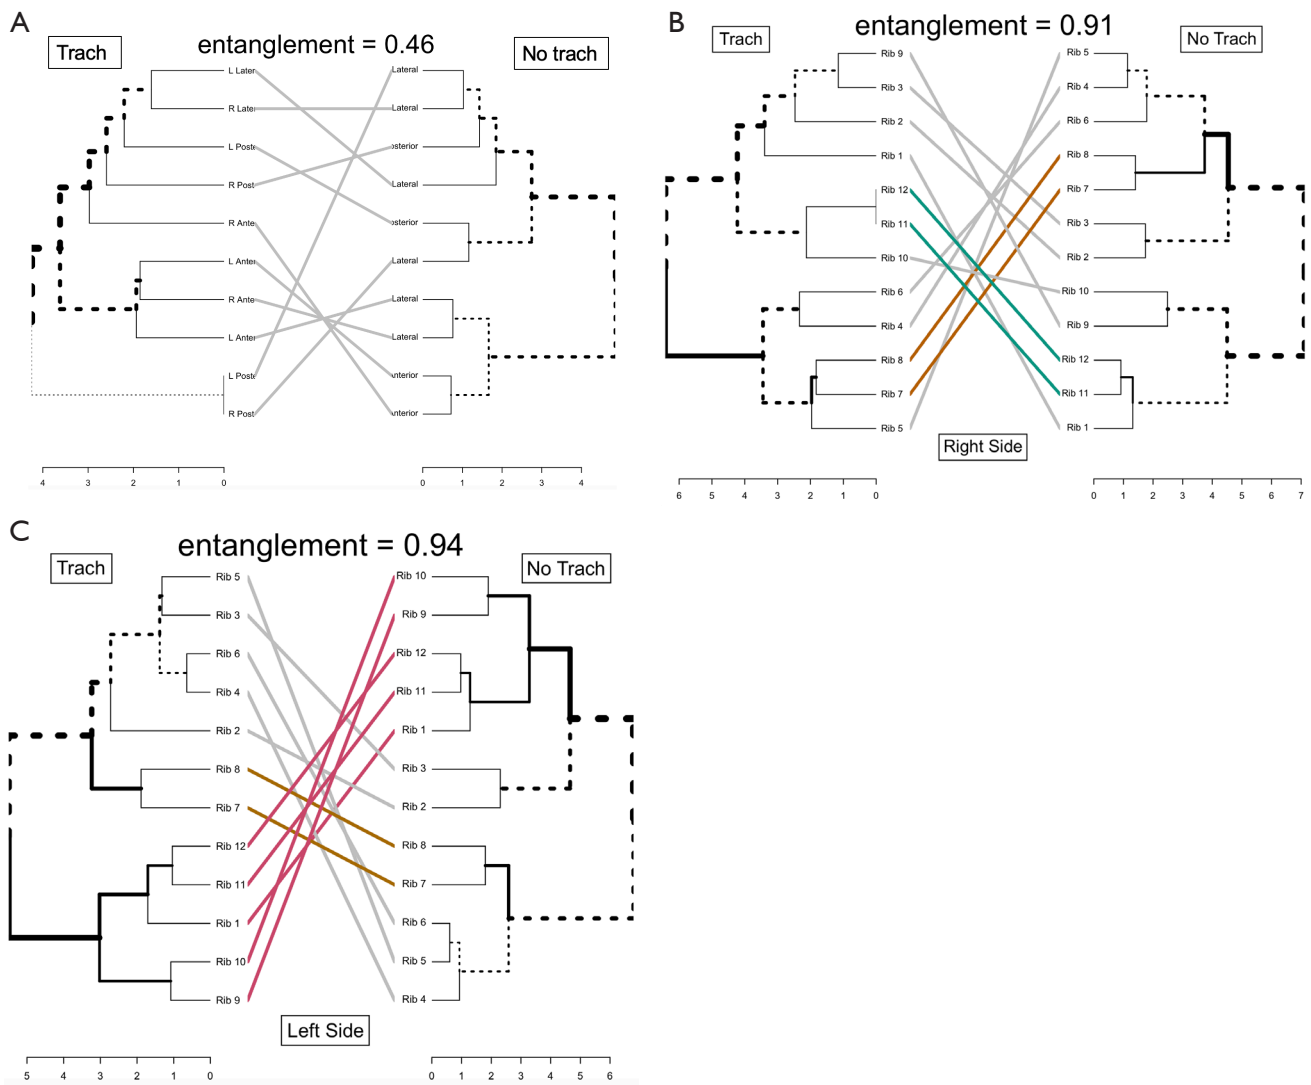 A
entanglement = 0.46
Trach
No trach
L Later
R Late
L Post
R Post
R Ante
L Anter
R Ante
L Anter
L Poste
R Post
Lateral
Lateral
sterior
Lateral
sterior
Lateral
Lateral
Lateral
nterior
nterior
4 3 2 1 0
0 1 2 3 4
B
entanglement = 0.91
Trach
No Trach
Rib 9
Rib 3
Rib 2
Rib 1
Rib 12
Rib 11
Rib 10
Rib 6
Rib 4
Rib 8
Rib 7
Rib 5
Rib 5
Rib 4
Rib 6
Rib 8
Rib 7
Rib 3
Rib 2
Rib 10
Rib 9
Rib 12
Rib 11
Rib 1
Right Side
6 5 4 3 2 1 0
0 1 2 3 4 5 6 7
C
entanglement = 0.94
Trach
No Trach
Rib 5
Rib 3
Rib 6
Rib 4
Rib 2
Rib 8
Rib 7
Rib 12
Rib 11
Rib 1
Rib 10
Rib 9
Rib 10
Rib 9
Rib 12
Rib 11
Rib 1
Rib 3
Rib 2
Rib 8
Rib 7
Rib 6
Rib 5
Rib 4
Left Side
5 4 3 2 1 0
0 1 2 3 4 5 6